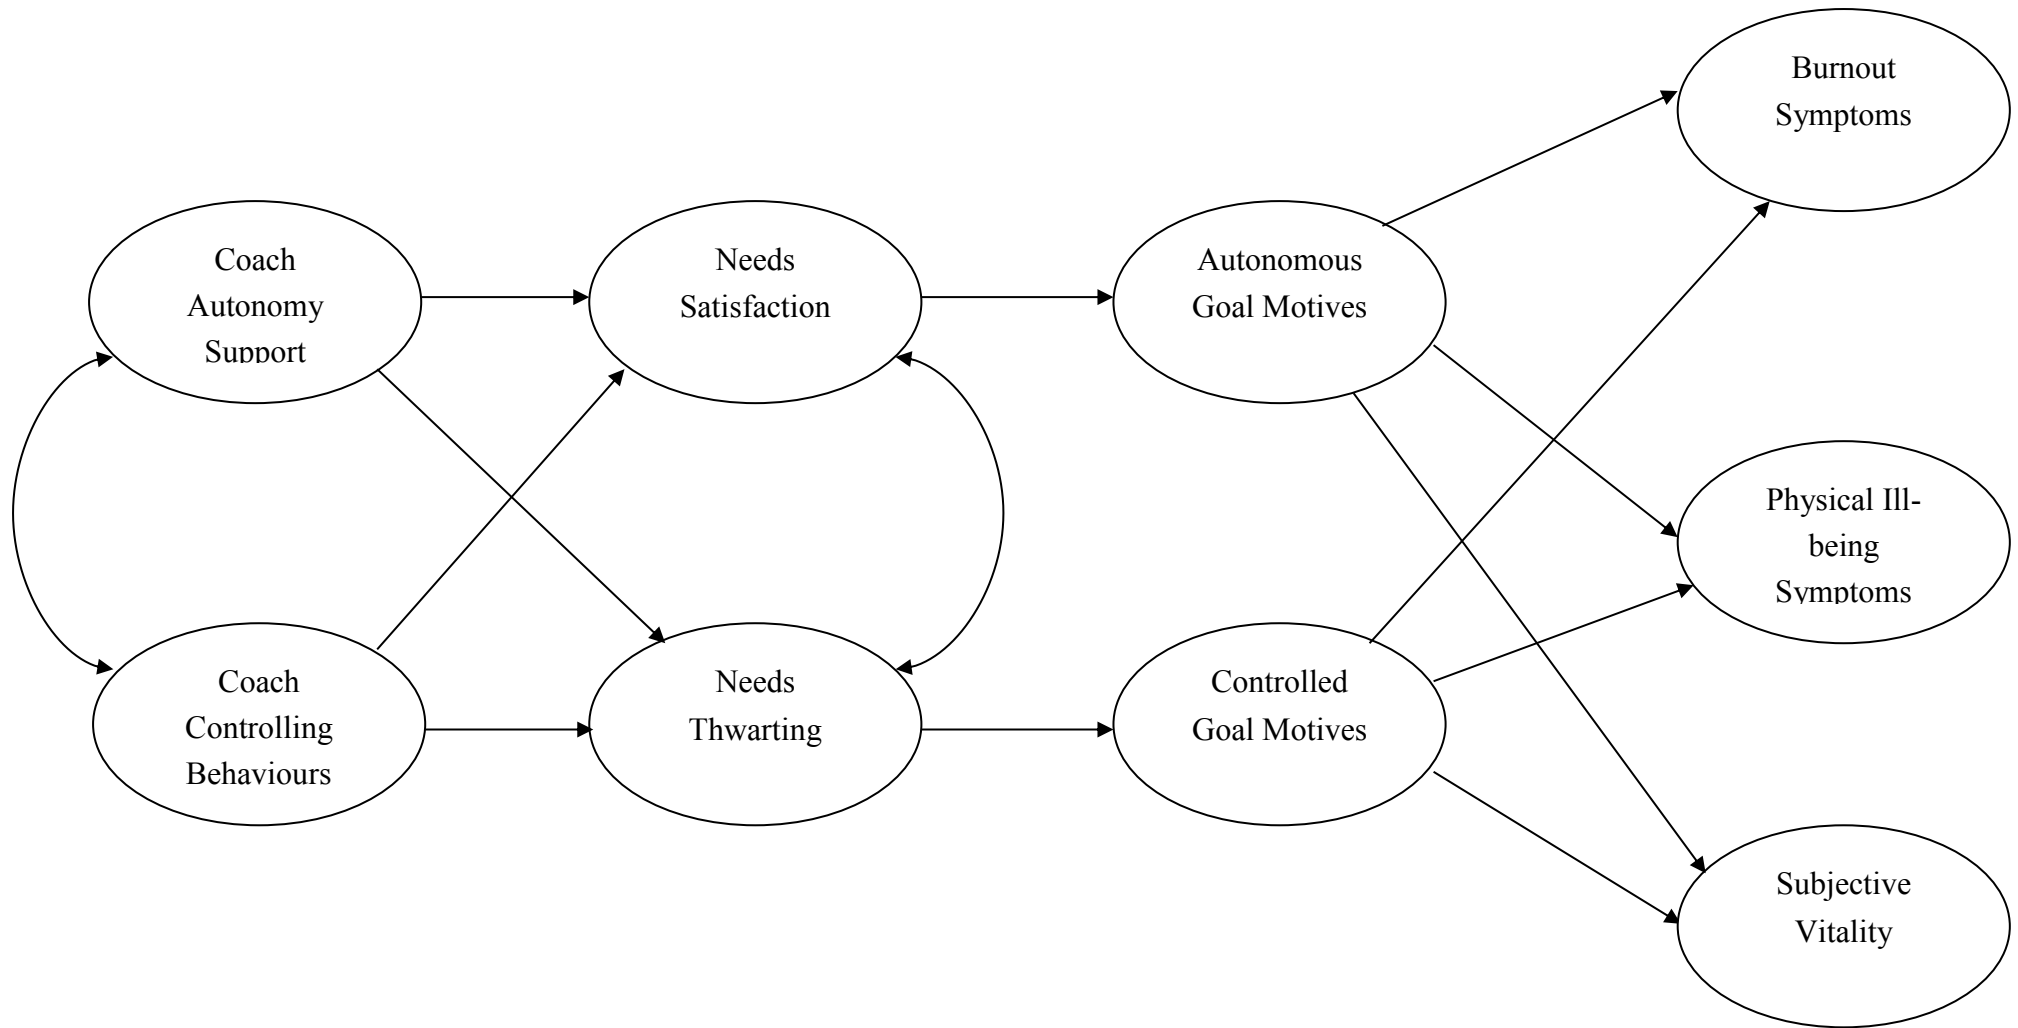 Burnout
Symptoms
Coach
Autonomy
Support
Needs
Satisfaction
Autonomous
Goal Motives
Physical Ill-
being
Symptoms
Coach
Controlling
Behaviours
Needs
Thwarting
Controlled
Goal Motives
Subjective
Vitality